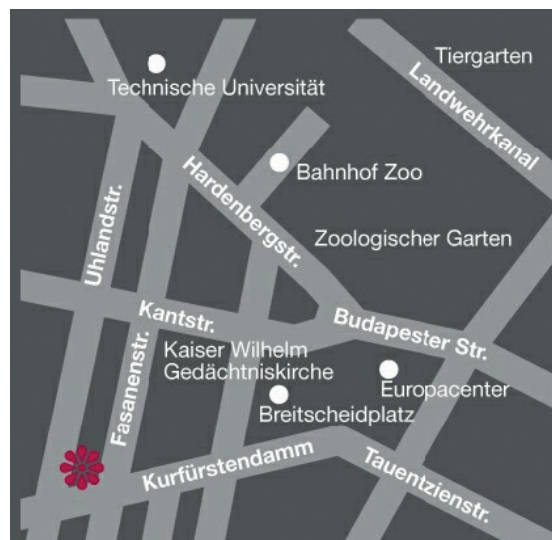 Tiergarten
Technische Universität
Landwehrkanal
Bahnhof Zoo
Hardenbergstr.
Uhlandstr.
Zoologischer Garten
Kantstr.
Budapester Str.
Kaiser Wilhelm
Gedächtniskirche
Fasanenstr.
Europacenter
Breitscheidplatz
Kurfürstendamm
Tauentzienstr.